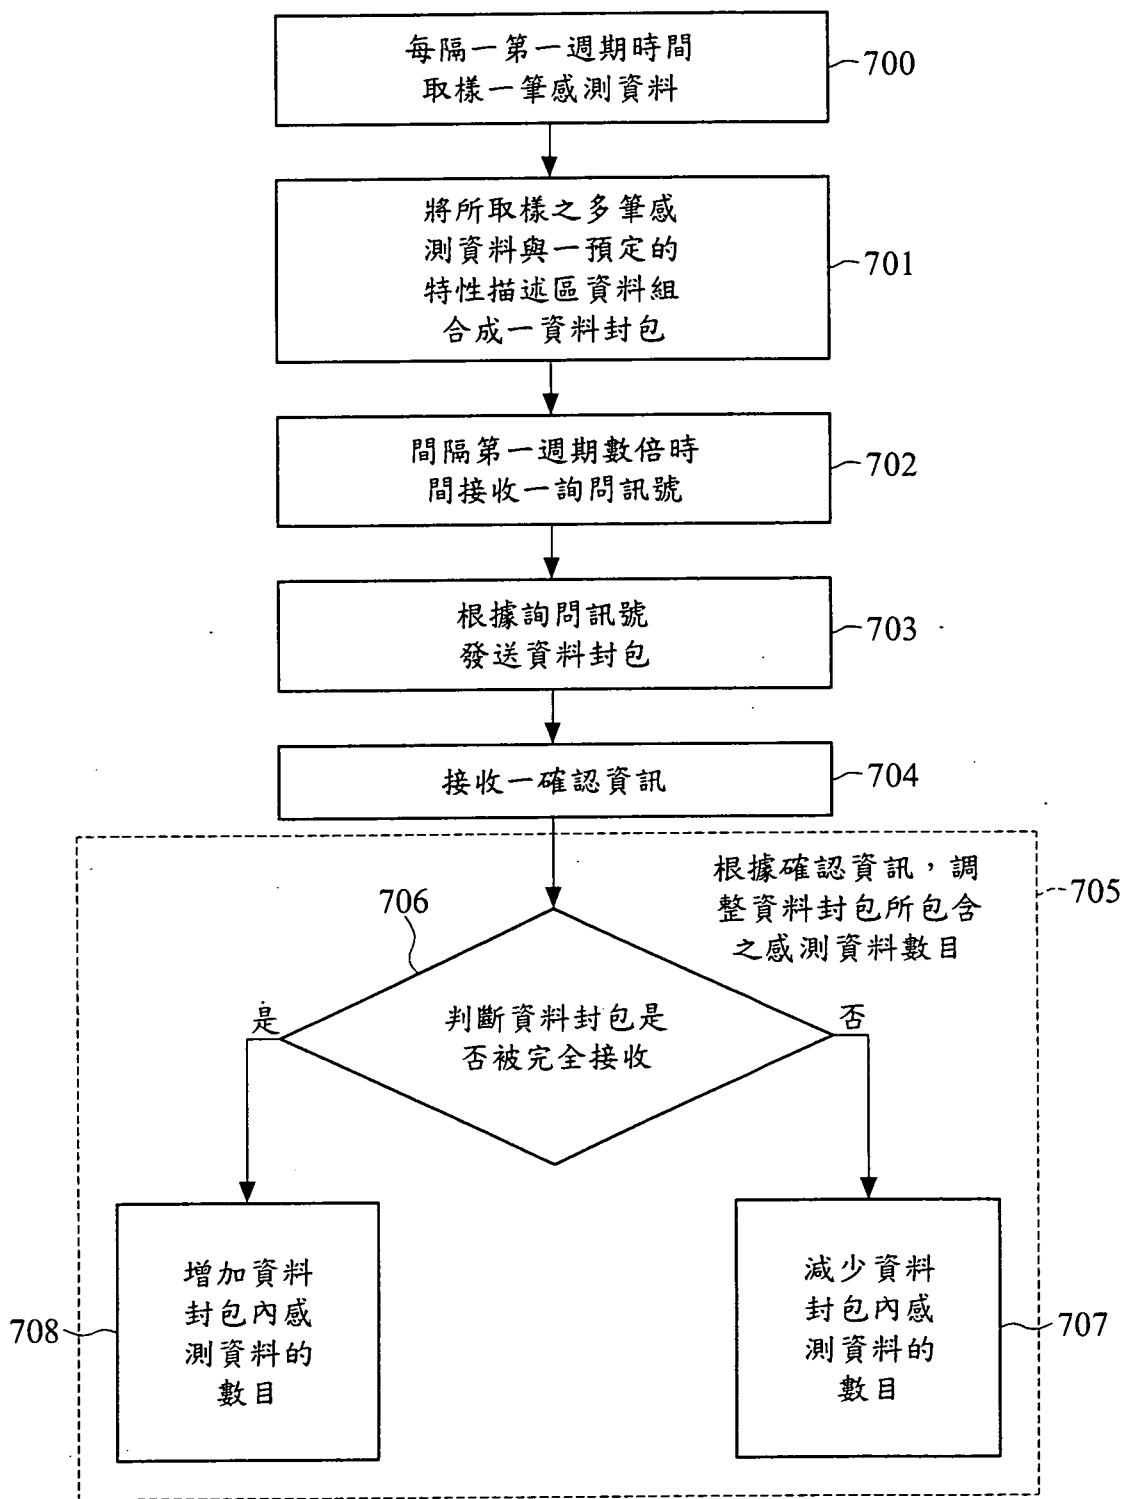 每隔一第一週期時間
取樣一筆感測資料
700
將所取樣之多筆感
測資料與一預定的
特性描述區資料組
合成一資料封包
701
間隔第一週期數倍時
間接收一詢問訊號
702
根據詢問訊號
發送資料封包
703
接收一確認資訊
704
根據確認資訊，調
整資料封包所包含
之感測資料數目
705
706
判斷資料封包是
否被完全接收
是
否
增加資料
封包內感
測資料的
數目
708
減少資料
封包內感
測資料的
數目
707